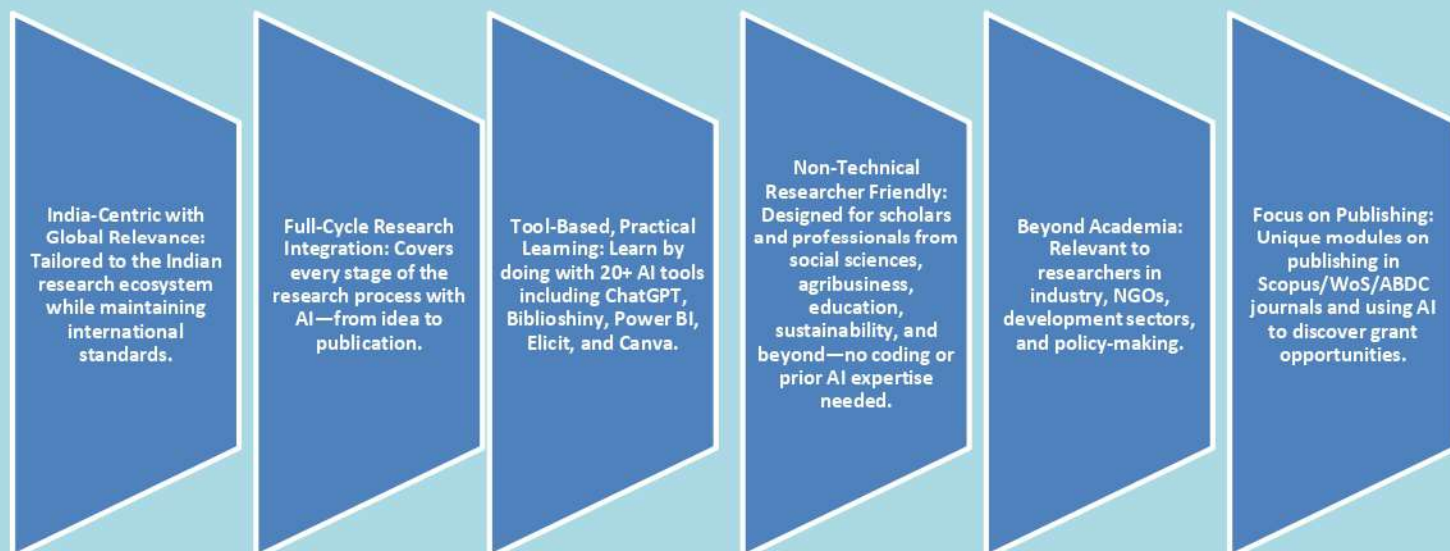 India-Centric with
Global Relevance:
Tailored to the Indian
research ecosystem
while maintaining
international
standards.
Full-Cycle Research
Integration: Covers
every stage of the
research process with
AI—from idea to
publication.
Tool-Based, Practical
Learning: Learn by
doing with 20+ AI tools
including ChatGPT,
Biblioshiny, Power BI,
Elicit, and Canva.
Non-Technical
Researcher Friendly:
Designed for scholars
and professionals from
social sciences,
agribusiness,
education,
sustainability, and
beyond—no coding or
prior AI expertise
needed.
Beyond Academia:
Relevant to
researchers in
industry, NGOs,
development sectors,
and policy-making.
Focus on Publishing:
Unique modules on
publishing in
Scopus/WoS/ABDC
journals and using AI
to discover grant
opportunities.